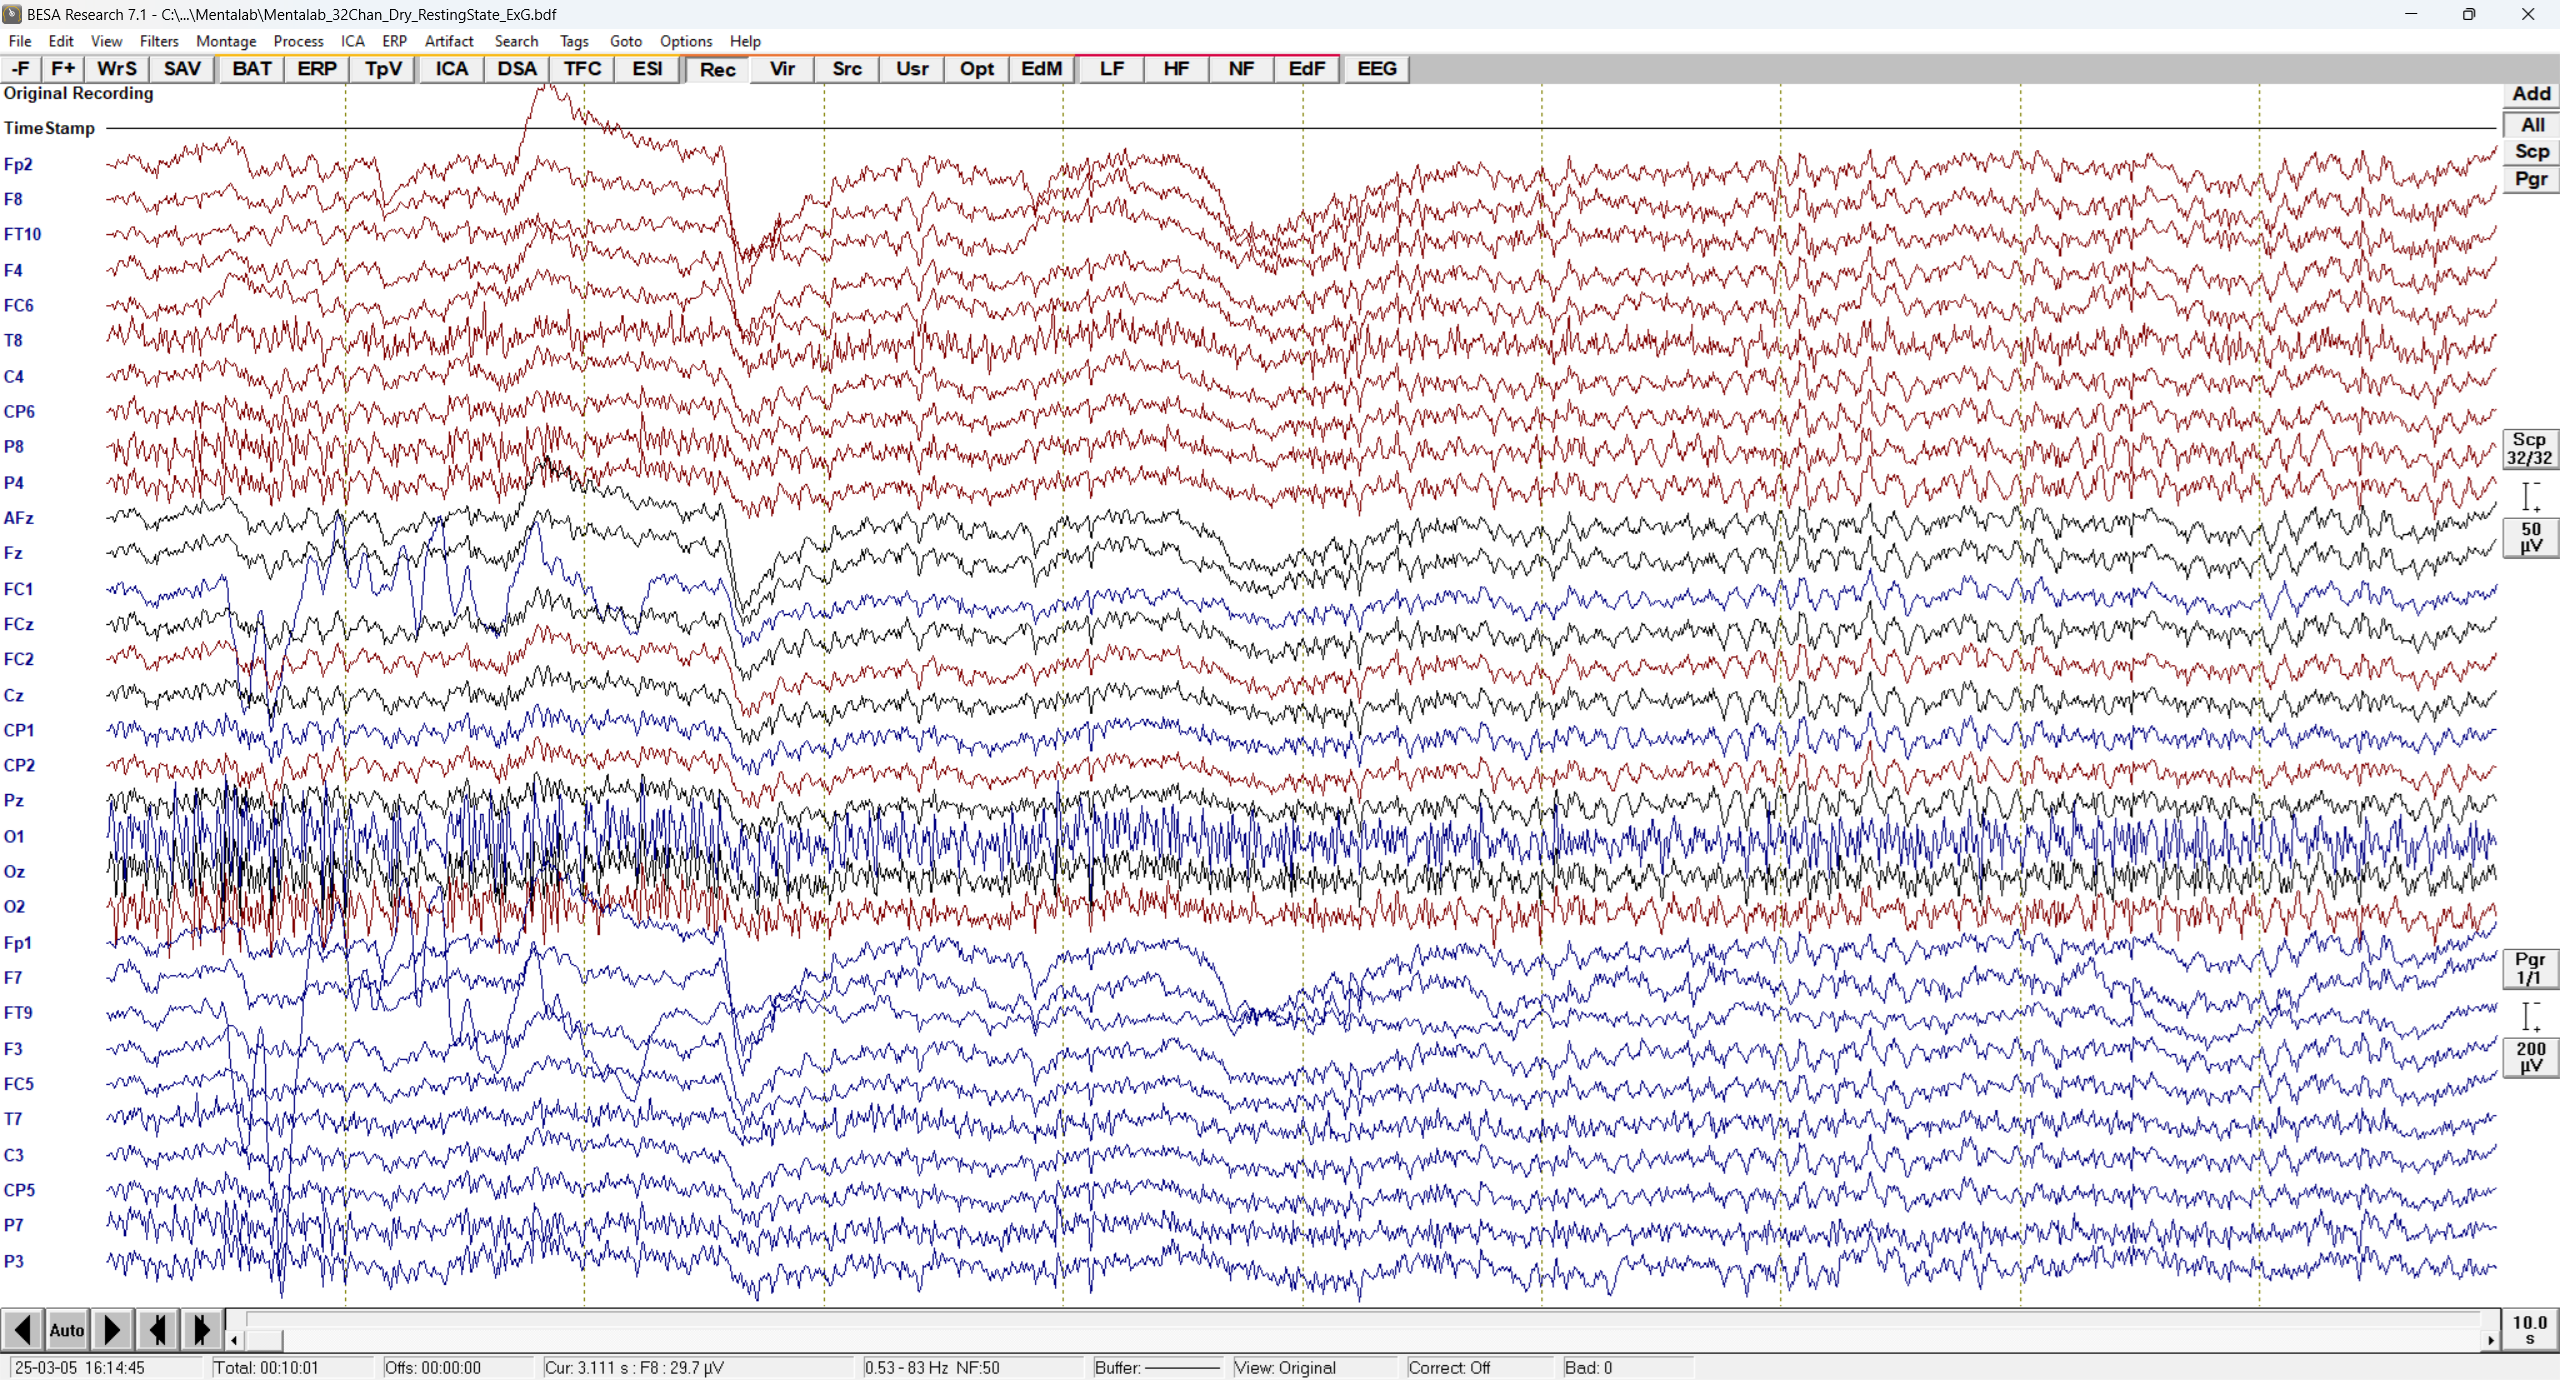 BESA Research 7.1 - C:\...\Mentalab\Mentalab_32Chan_Dry_RestingState_ExG.bdf
File Edit View Filters Montage Process ICA ERP Artifact Search Tags Goto Options Help
-F F+ WrS SAV BAT ERP TpV ICA DSA TFC ESI Rec Vir Src Usr Opt EdM LF HF NF EdF EEG
Original Recording
Add
TimeStamp
All
Scp
Fp2
Pgr
F8
FT10
F4
FC6
T8
C4
CP6
P8
Scp
32/32
P4
AFz
50
µV
Fz
FC1
FCz
FC2
Cz
CP1
CP2
Pz
O1
Oz
O2
Fp1
Pgr
1/1
F7
FT9
F3
200
µV
FC5
T7
C3
CP5
P7
P3
Auto
10.0
s
25-03-05 16:14:45 Total: 00:10:01 Offs: 00:00:00 Cur: 3.111 s : F8 : 29.7 µV 0.53 - 83 Hz NF:50 Buffer: View: Original Correct: Off Bad: 0